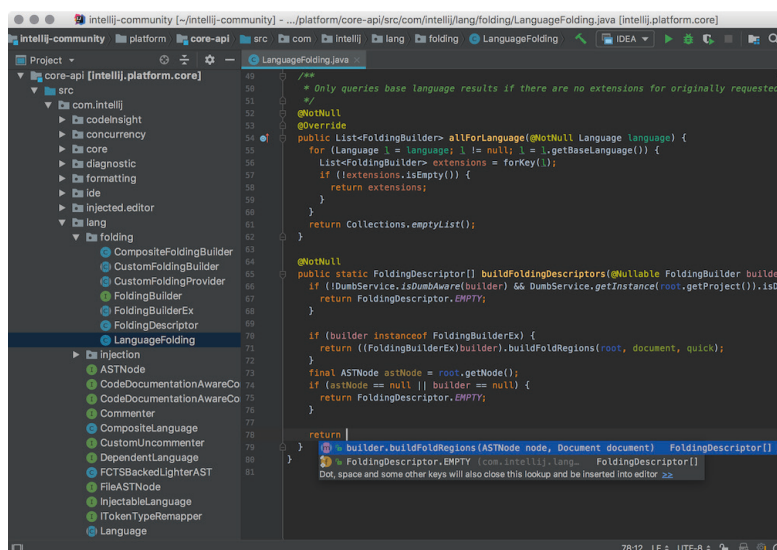 intellij-community [~/intellij-community] - .../platform/core-api/src/com/intellij/lang/folding/LanguageFolding.java [intellij.platform.core]
intellij-community platform core-api src com intellij lang folding LanguageFolding IDEA
Project
LanguageFolding.java
core-api [intellij.platform.core]
src
com.intellij
codeInsight
concurrency
core
diagnostic
formatting
ide
injected.editor
lang
folding
CompositeFoldingBuilder
CustomFoldingBuilder
CustomFoldingProvider
FoldingBuilder
FoldingBuilderEx
FoldingDescriptor
LanguageFolding
injection
ASTNode
CodeDocumentationAwareCo
CodeDocumentationAwareCo
Commenter
CompositeLanguage
CustomUncommenter
DependentLanguage
FCTSBackedLighterAST
FileASTNode
InjectableLanguage
ITokenTypeRemapper
Language
49 /**
50 * Only queries base language results if there are no extensions for originally requested
51 */
52 @NotNull
53 @Override
54 public List<FoldingBuilder> allForLanguage(@NotNull Language language) {
55 for (Language l = language; l != null; l = l.getBaseLanguage()) {
56 List<FoldingBuilder> extensions = forKey(l);
57 if (!extensions.isEmpty()) {
58 return extensions;
59 }
60 }
61 return Collections.emptyList();
62 }
63
64 @NotNull
65 public static FoldingDescriptor[] buildFoldingDescriptors(@Nullable FoldingBuilder builde
66 if (!DumbService.isDumbAware(builder) && DumbService.getInstance(root.getProject()).isD
67 return FoldingDescriptor.EMPTY;
68 }
69
70 if (builder instanceof FoldingBuilderEx) {
71 return ((FoldingBuilderEx)builder).buildFoldRegions(root, document, quick);
72 }
73 final ASTNode astNode = root.getNode();
74 if (astNode == null || builder == null) {
75 return FoldingDescriptor.EMPTY;
76 }
77
78 return
79 }
80 }
81
builder.buildFoldRegions(ASTNode node, Document document) FoldingDescriptor[]
FoldingDescriptor.EMPTY (com.intellij.lang… FoldingDescriptor[]
Dot, space and some other keys will also close this lookup and be inserted into editor >>
78:12 LF UTF-8